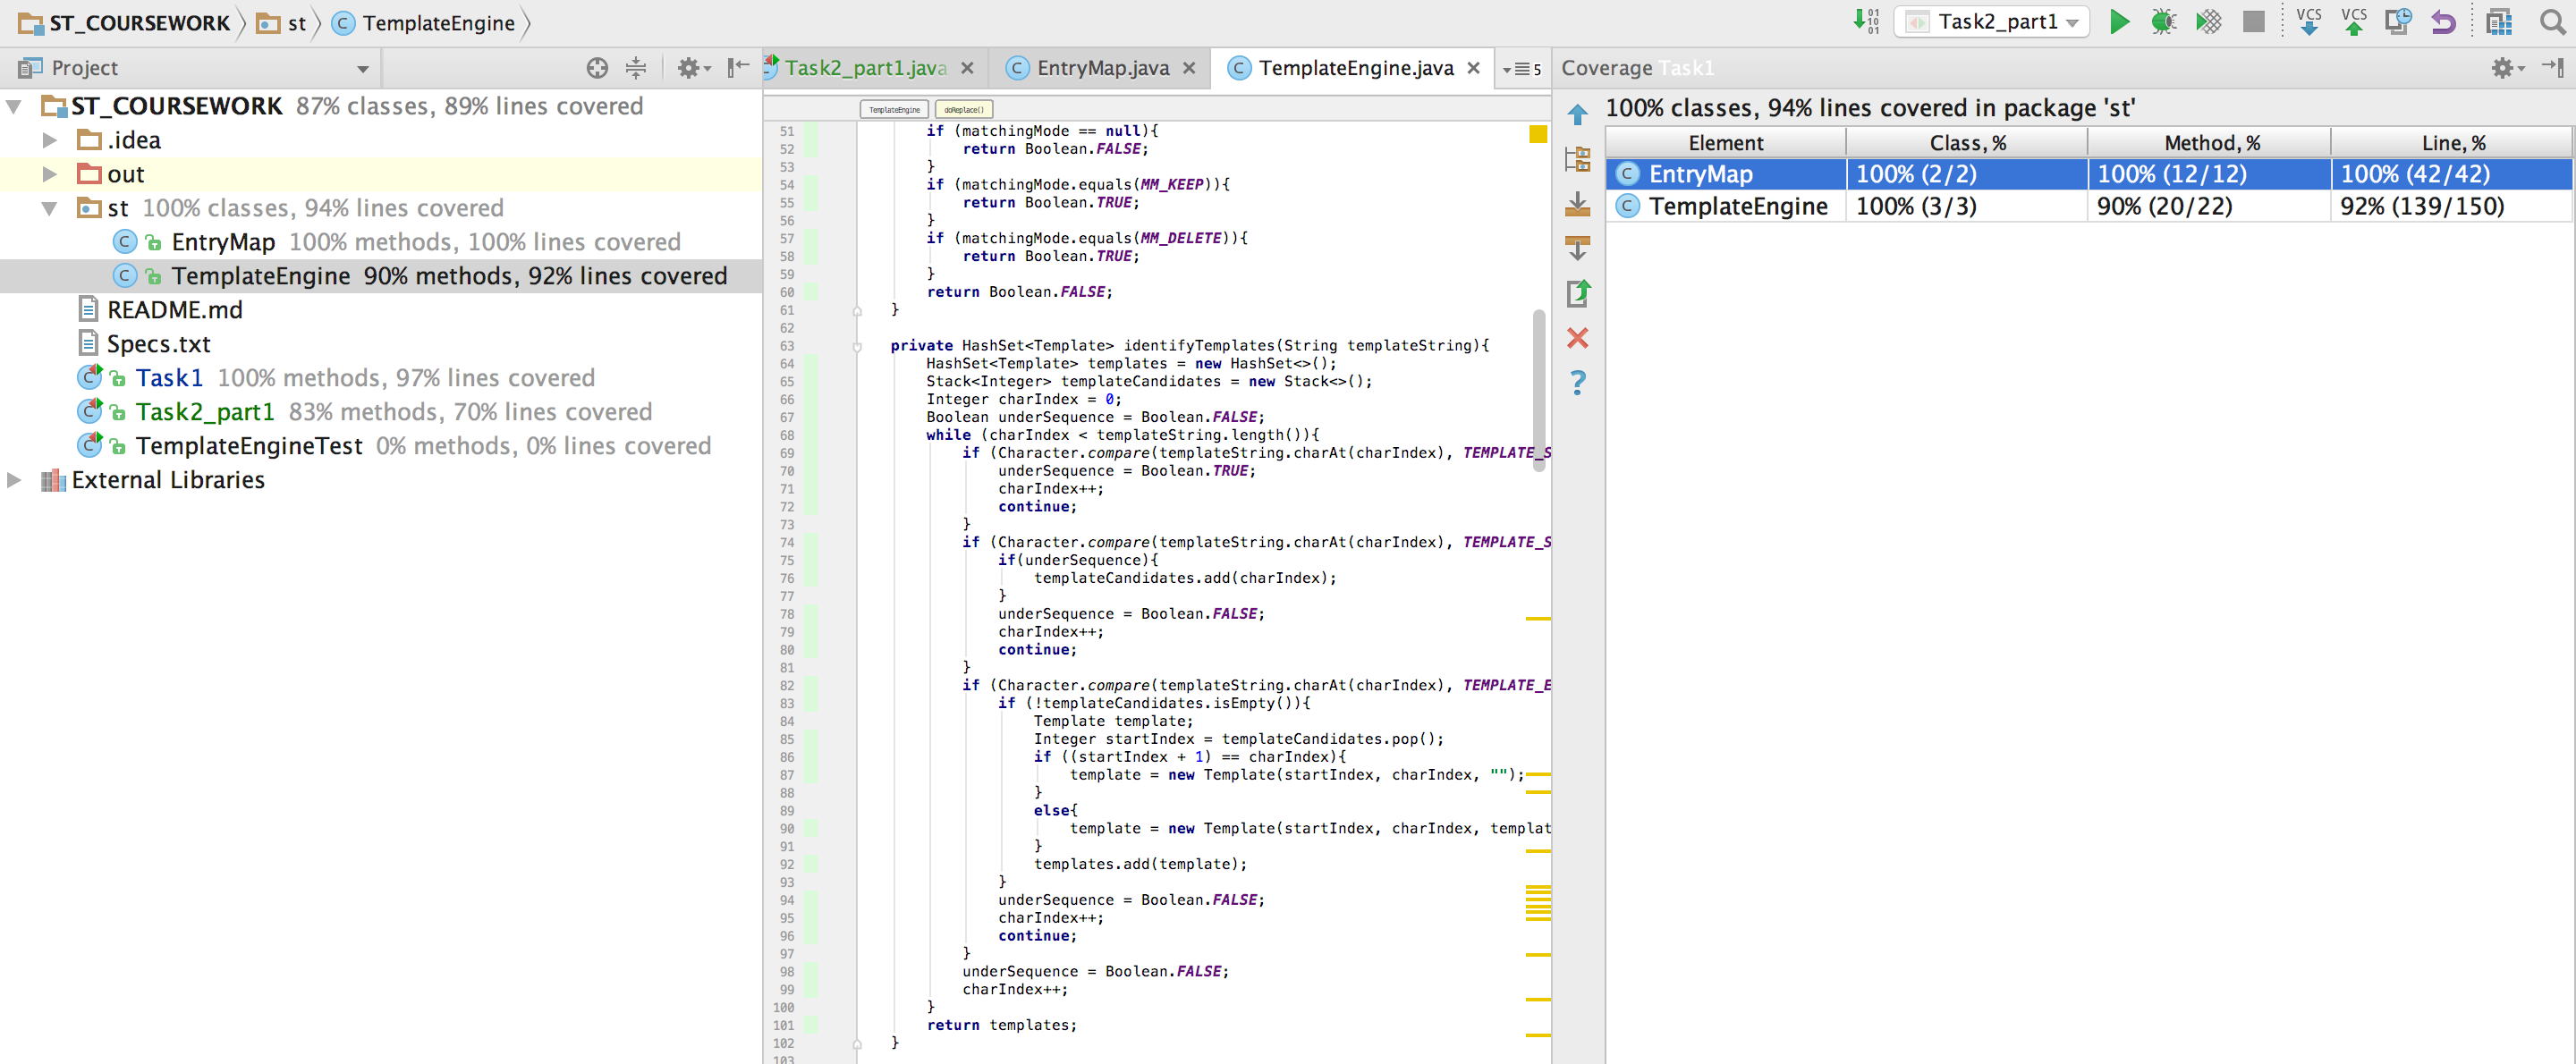 ST_COURSEWORK st TemplateEngine
Task2_part1 VCS VCS
Project
Task2_part1.java EntryMap.java TemplateEngine.java 5
Coverage Task1
ST_COURSEWORK 87% classes, 89% lines covered
.idea
out
st 100% classes, 94% lines covered
EntryMap 100% methods, 100% lines covered
TemplateEngine 90% methods, 92% lines covered
README.md
Specs.txt
Task1 100% methods, 97% lines covered
Task2_part1 83% methods, 70% lines covered
TemplateEngineTest 0% methods, 0% lines covered
External Libraries
TemplateEngine doReplace()
51 if (matchingMode == null){
52 return Boolean.FALSE;
53 }
54 if (matchingMode.equals(MM_KEEP)){
55 return Boolean.TRUE;
56 }
57 if (matchingMode.equals(MM_DELETE)){
58 return Boolean.TRUE;
59 }
60 return Boolean.FALSE;
61 }
62
63 private HashSet<Template> identifyTemplates(String templateString){
64 HashSet<Template> templates = new HashSet<>();
65 Stack<Integer> templateCandidates = new Stack<>();
66 Integer charIndex = 0;
67 Boolean underSequence = Boolean.FALSE;
68 while (charIndex < templateString.length()){
69 if (Character.compare(templateString.charAt(charIndex), TEMPLATE_S
70 underSequence = Boolean.TRUE;
71 charIndex++;
72 continue;
73 }
74 if (Character.compare(templateString.charAt(charIndex), TEMPLATE_S
75 if(underSequence){
76 templateCandidates.add(charIndex);
77 }
78 underSequence = Boolean.FALSE;
79 charIndex++;
80 continue;
81 }
82 if (Character.compare(templateString.charAt(charIndex), TEMPLATE_E
83 if (!templateCandidates.isEmpty()){
84 Template template;
85 Integer startIndex = templateCandidates.pop();
86 if ((startIndex + 1) == charIndex){
87 template = new Template(startIndex, charIndex, "");
88 }
89 else{
90 template = new Template(startIndex, charIndex, templat
91 }
92 templates.add(template);
93 }
94 underSequence = Boolean.FALSE;
95 charIndex++;
96 continue;
97 }
98 underSequence = Boolean.FALSE;
99 charIndex++;
100 }
101 return templates;
102 }
103
100% classes, 94% lines covered in package 'st'
Element Class, % Method, % Line, %
EntryMap 100% (2/2) 100% (12/12) 100% (42/42)
TemplateEngine 100% (3/3) 90% (20/22) 92% (139/150)